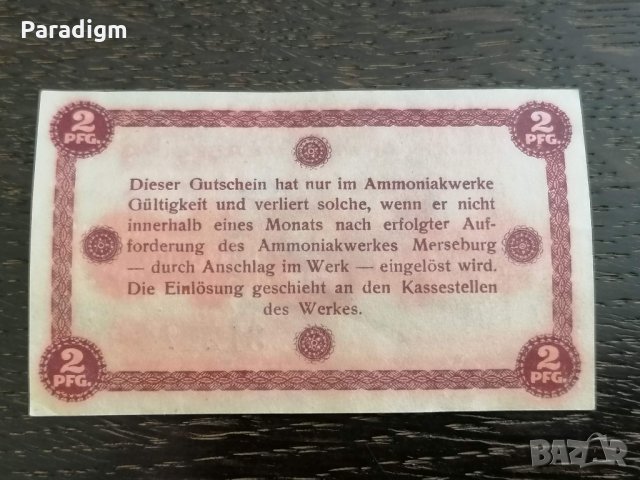 Paradigm
2
PFG.
2
PFG.
Dieser Gutschein hat nur im Ammoniakwerke
Gültigkeit und verliert solche, wenn er nicht
innerhalb eines Monats nach erfolgter Auf-
forderung des Ammoniakwerkes Merseburg
— durch Anschlag im Werk — eingelöst wird.
Die Einlösung geschieht an den Kassestellen
des Werkes.
2
PFG.
2
PFG.
BAZAR